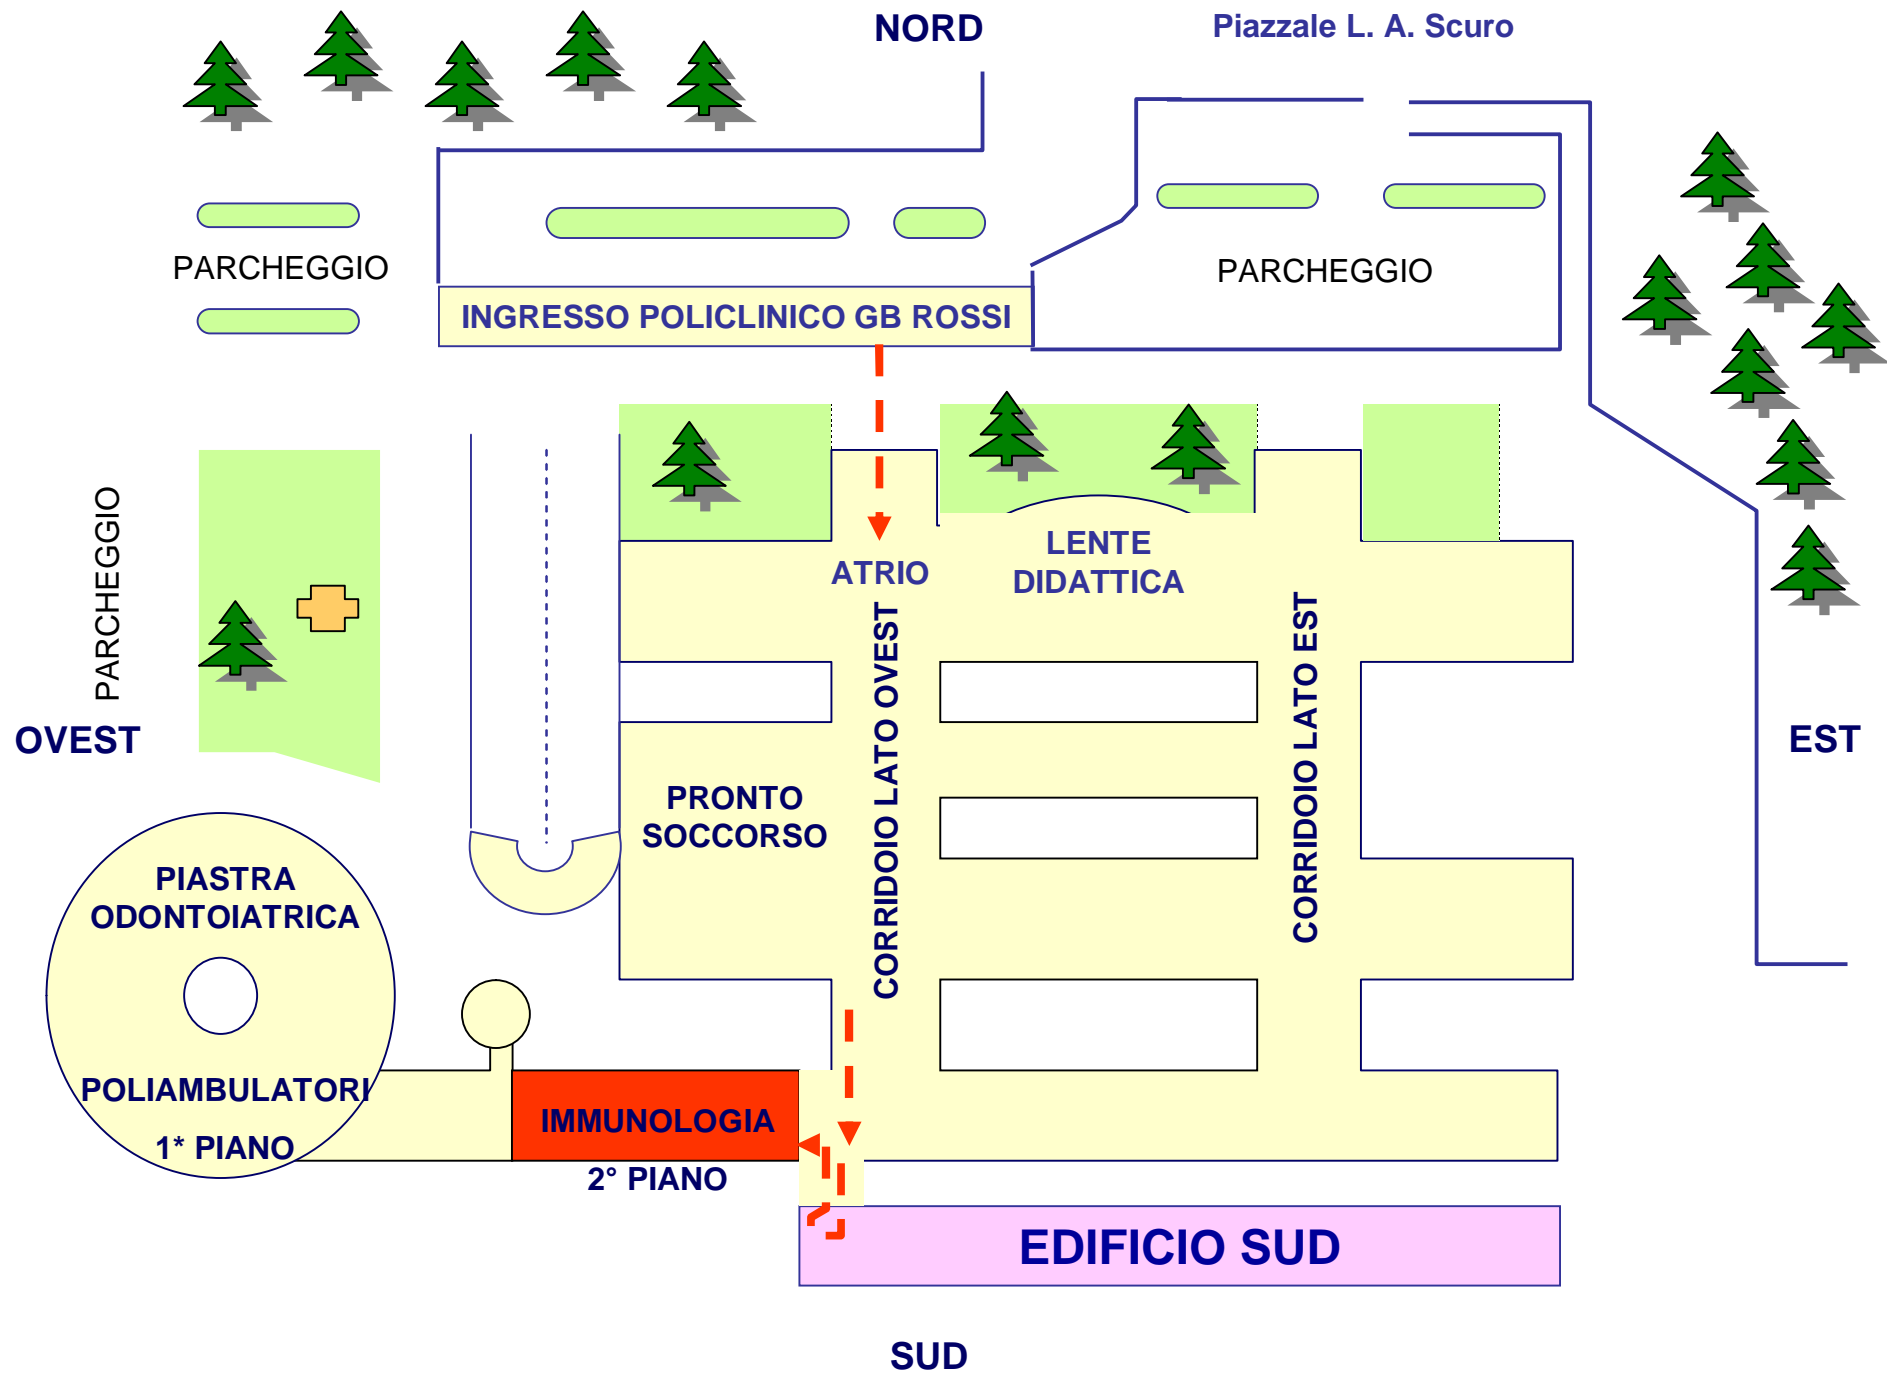 NORD
Piazzale L. A. Scuro
PARCHEGGIO
PARCHEGGIO
INGRESSO POLICLINICO GB ROSSI
PARCHEGGIO
ATRIO
LENTE
DIDATTICA
CORRIDOIO LATO OVEST
CORRIDOIO LATO EST
OVEST
EST
PRONTO
SOCCORSO
PIASTRA
ODONTOIATRICA
POLIAMBULATORI
1* PIANO
IMMUNOLOGIA
2° PIANO
EDIFICIO SUD
SUD